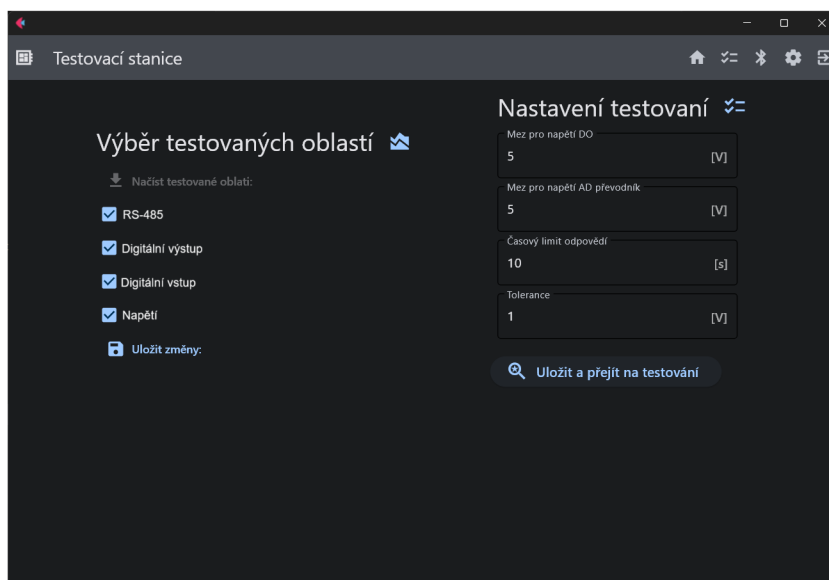 Testovací stanice
Výběr testovaných oblastí
Načíst testované oblati:
RS-485
Digitální výstup
Digitální vstup
Napětí
Uložit změny:
Nastavení testovaní
Mez pro napětí DO
5 [V]
Mez pro napětí AD převodník
5 [V]
Časový limit odpovědí
10 [s]
Tolerance
1 [V]
Uložit a přejít na testování